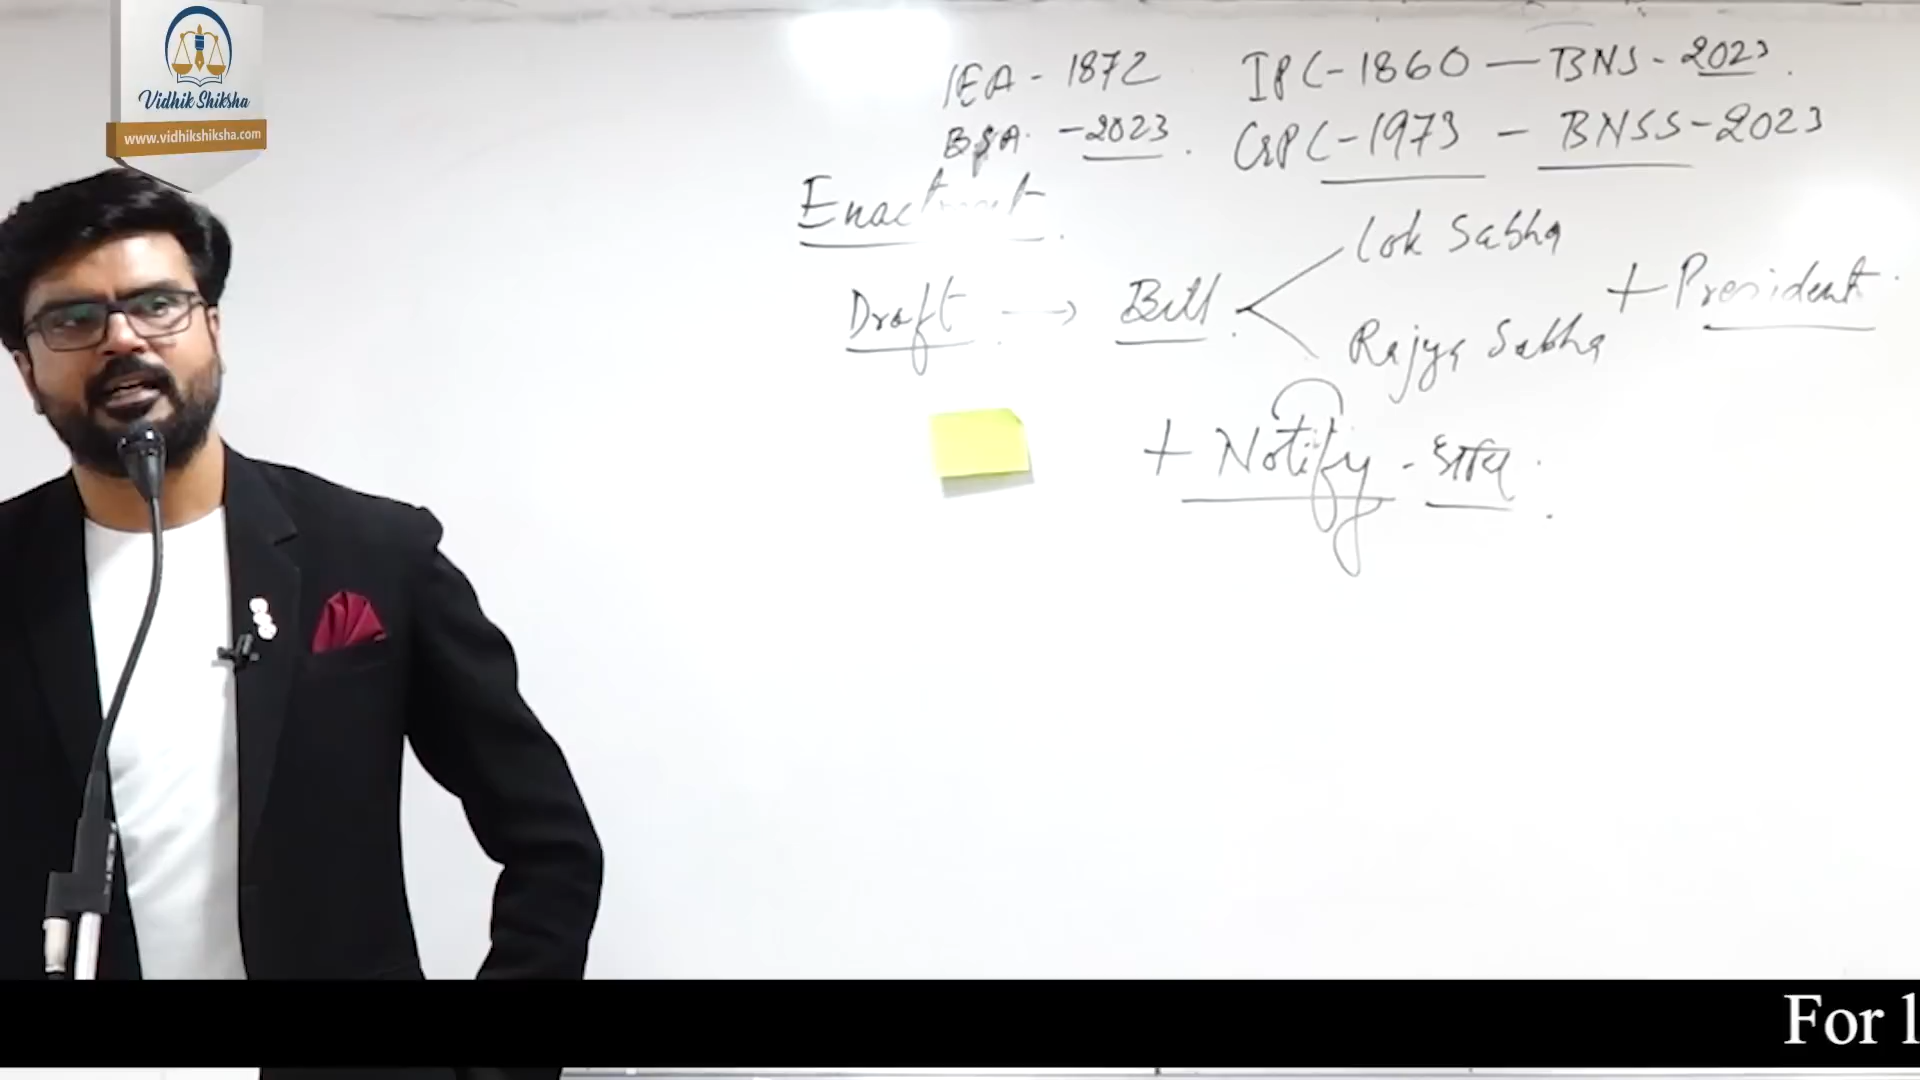 Vidhik Shiksha
www.vidhikshiksha.com
IEA - 1872 IPC - 1860 — BNS - 2023.
BSA. - 2023. CrPC - 1973 - BNSS - 2023
Enactment.
Lok Sabha
Draft → Bill. + President.
Rajya Sabha
+ Notify -
For l